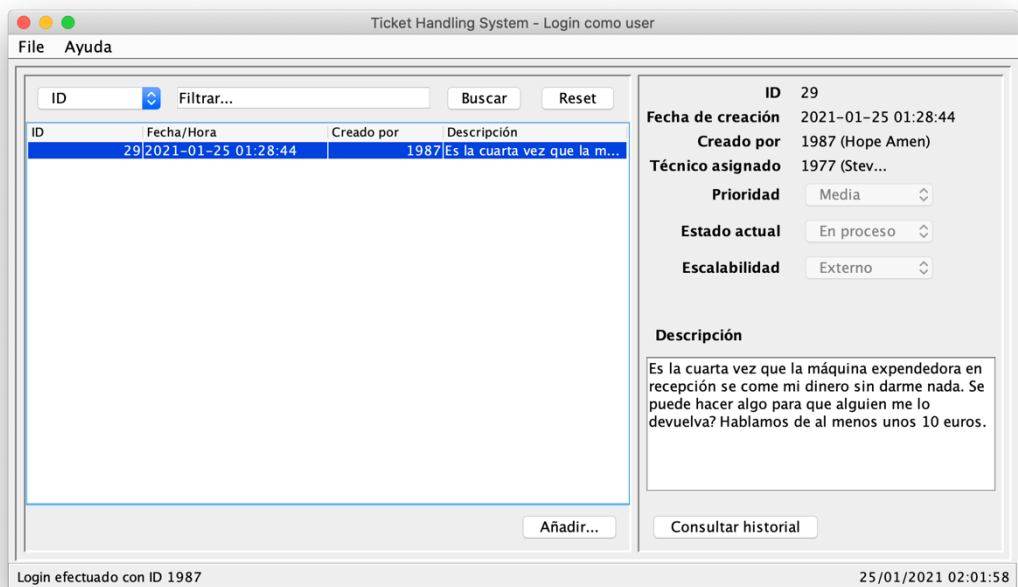 Ticket Handling System - Login como user
File Ayuda
ID Filtrar... Buscar Reset
ID Fecha/Hora Creado por Descripción
29 2021-01-25 01:28:44 1987 Es la cuarta vez que la m...
Añadir...
ID 29
Fecha de creación 2021-01-25 01:28:44
Creado por 1987 (Hope Amen)
Técnico asignado 1977 (Stev...
Prioridad Media
Estado actual En proceso
Escalabilidad Externo
Descripción
Es la cuarta vez que la máquina expendedora en
recepción se come mi dinero sin darme nada. Se
puede hacer algo para que alguien me lo
devuelva? Hablamos de al menos unos 10 euros.
Consultar historial
Login efectuado con ID 1987
25/01/2021 02:01:58